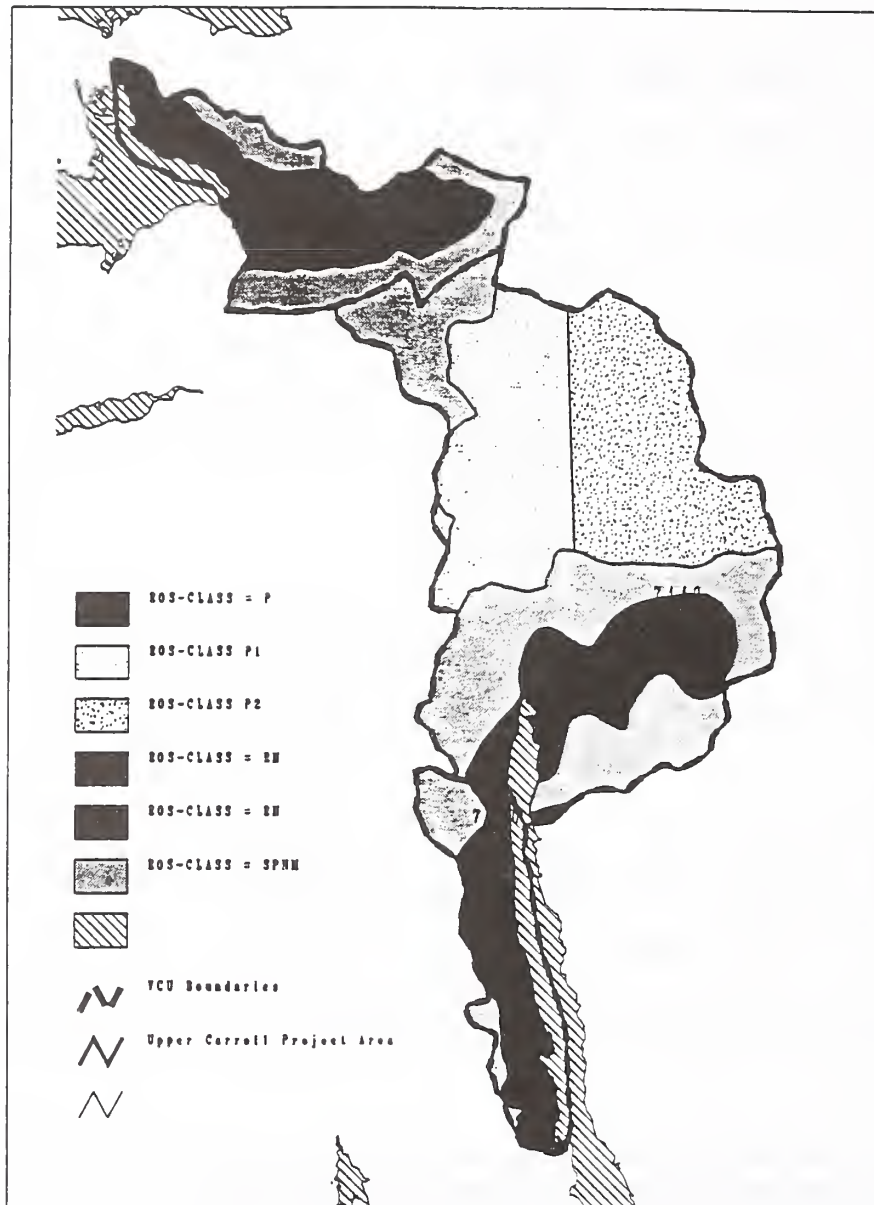 ROS-CLASS = P
ROS-CLASS P1
ROS-CLASS P2
ROS-CLASS = RM
ROS-CLASS = RN
ROS-CLASS = SPNM
VCU Boundaries
Upper Carroll Project Area
7